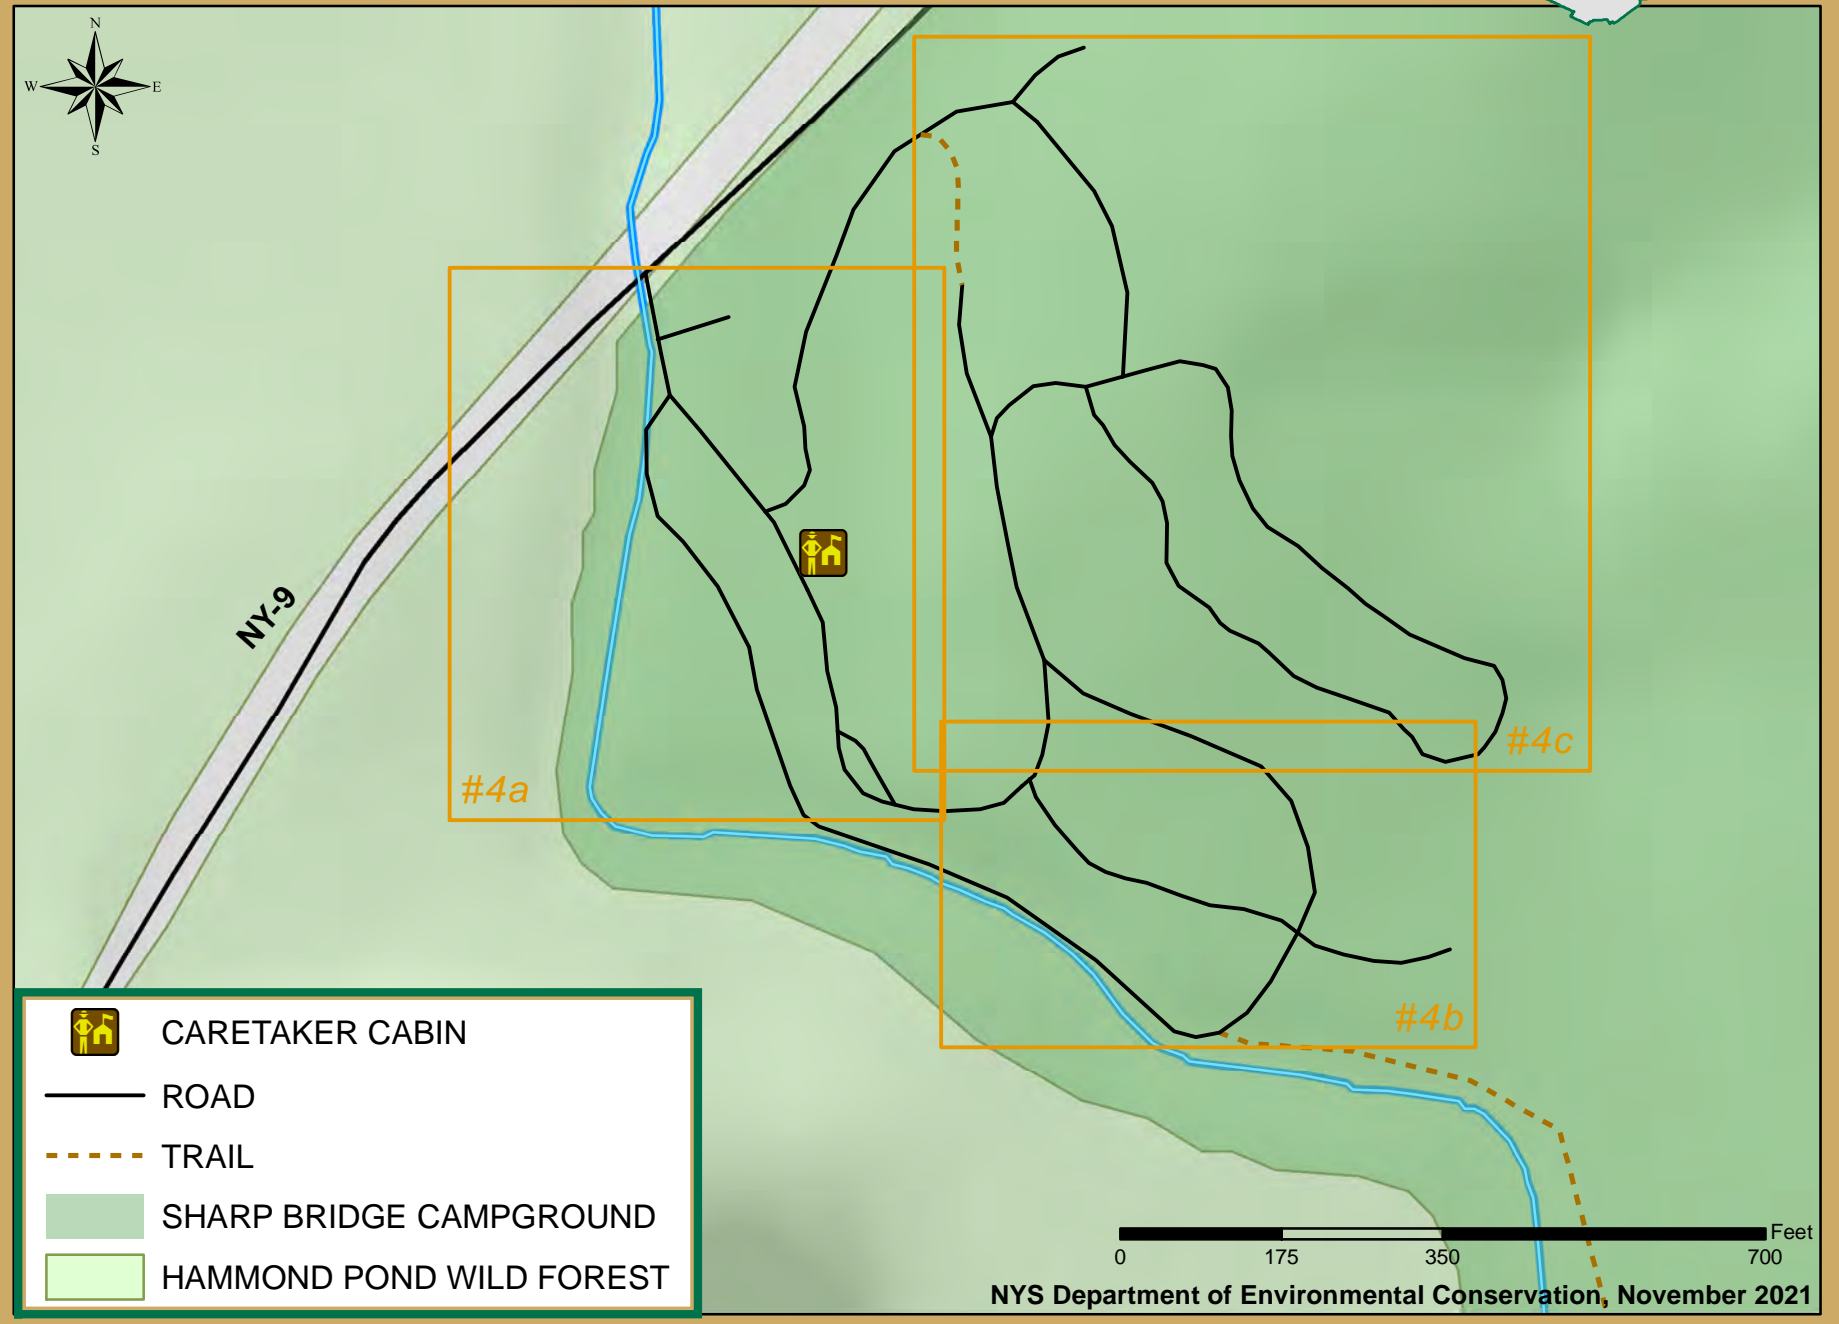 N
W E
S
NY-9
#4a
#4c
#4b
CARETAKER CABIN
ROAD
TRAIL
SHARP BRIDGE CAMPGROUND
HAMMOND POND WILD FOREST
Feet
0 175 350 700
NYS Department of Environmental Conservation, November 2021